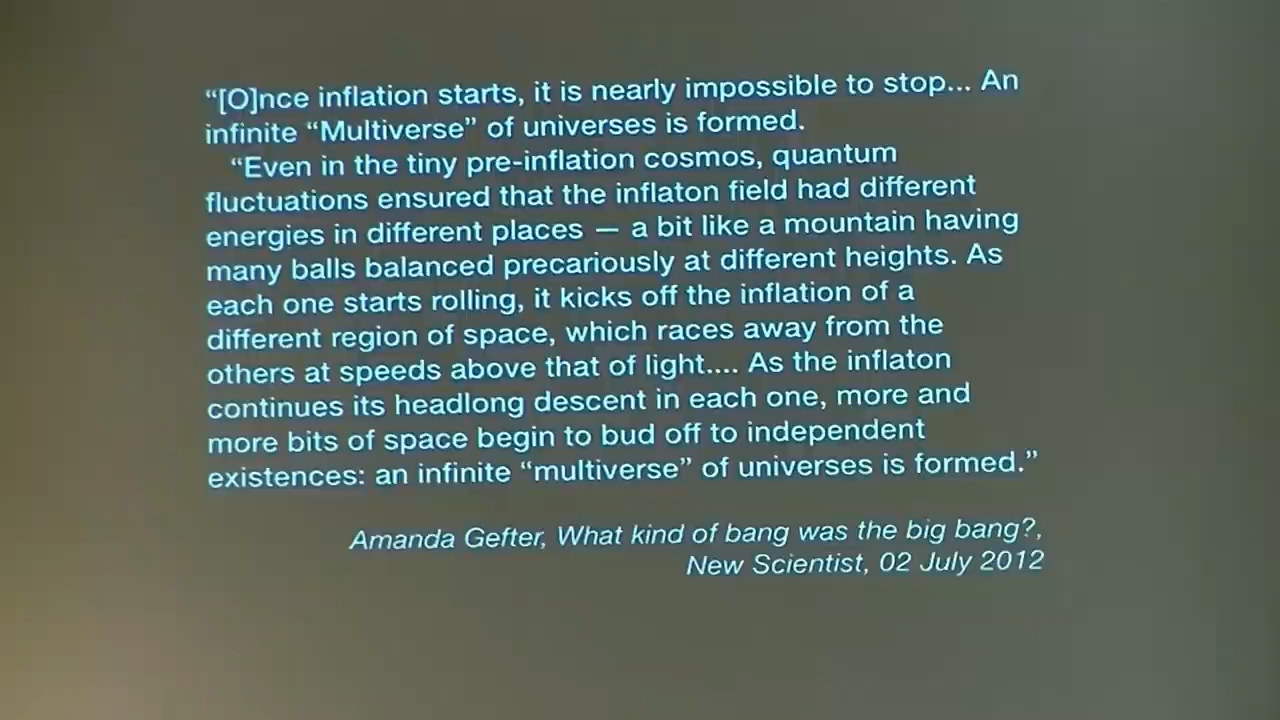 “[O]nce inflation starts, it is nearly impossible to stop... An
infinite “Multiverse” of universes is formed.
“Even in the tiny pre-inflation cosmos, quantum
fluctuations ensured that the inflaton field had different
energies in different places — a bit like a mountain having
many balls balanced precariously at different heights. As
each one starts rolling, it kicks off the inflation of a
different region of space, which races away from the
others at speeds above that of light.... As the inflaton
continues its headlong descent in each one, more and
more bits of space begin to bud off to independent
existences: an infinite “multiverse” of universes is formed.”
Amanda Gefter, What kind of bang was the big bang?,
New Scientist, 02 July 2012